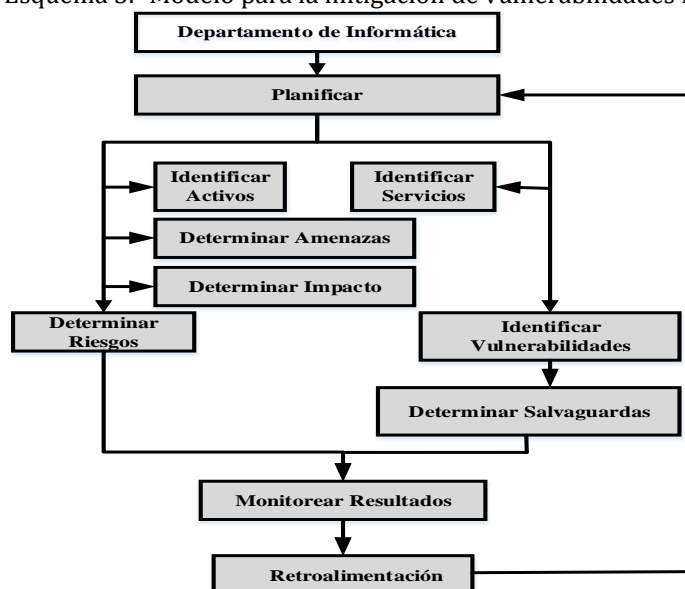 Esquema 3. Modelo para la mitigación de vulnerabilidades
Departamento de Informática
Planificar
Identificar
Activos
Identificar
Servicios
Determinar Amenazas
Determinar Impacto
Determinar
Riesgos
Identificar
Vulnerabilidades
Determinar Salvaguardas
Monitorear Resultados
Retroalimentación